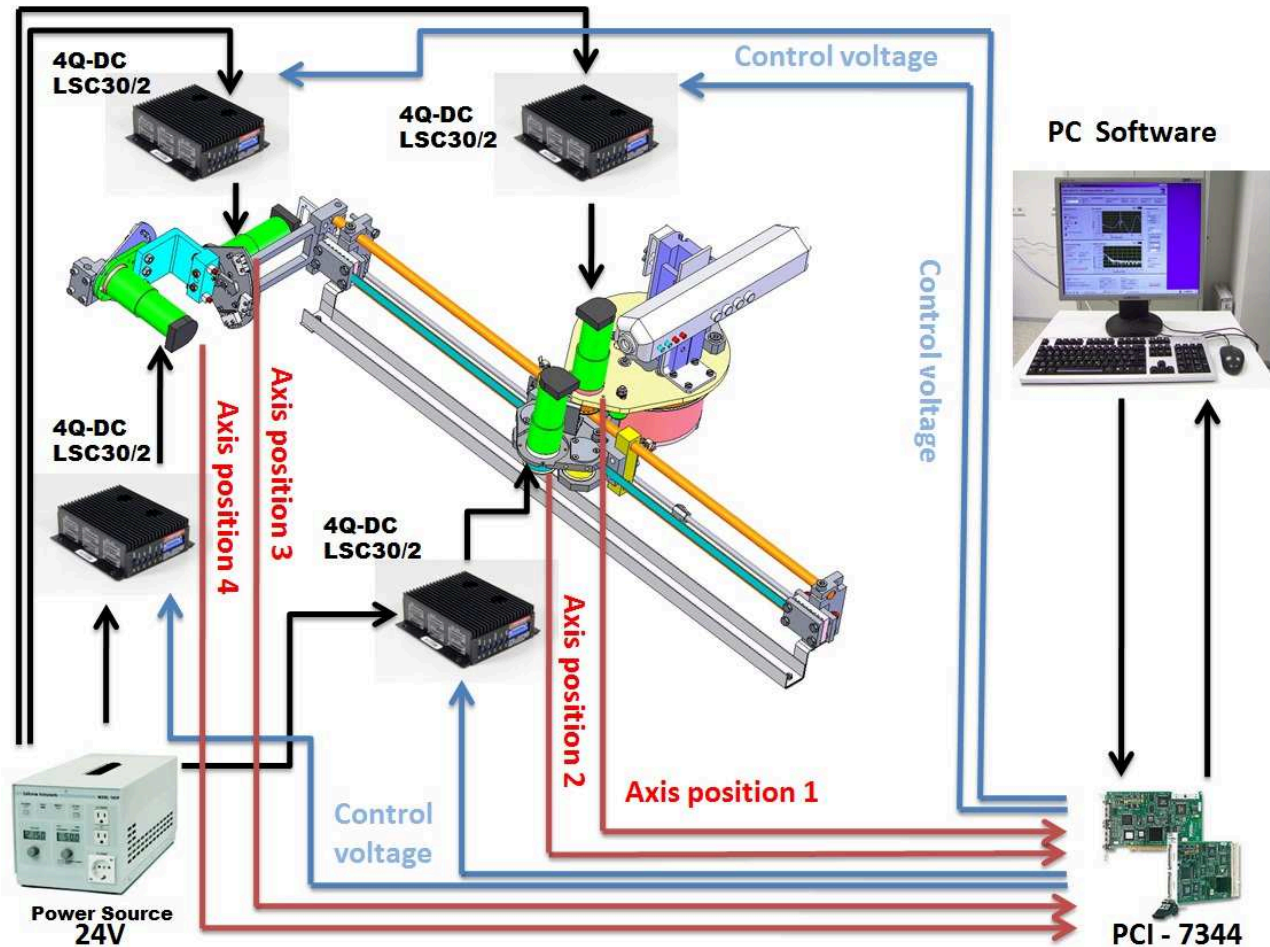 4Q-DC
LSC30/2
Control voltage
4Q-DC
LSC30/2
PC Software
Control voltage
4Q-DC
LSC30/2
Axis position 3
Axis position 4
4Q-DC
LSC30/2
Axis position 2
Axis position 1
Control
voltage
Power Source
24V
PCI - 7344